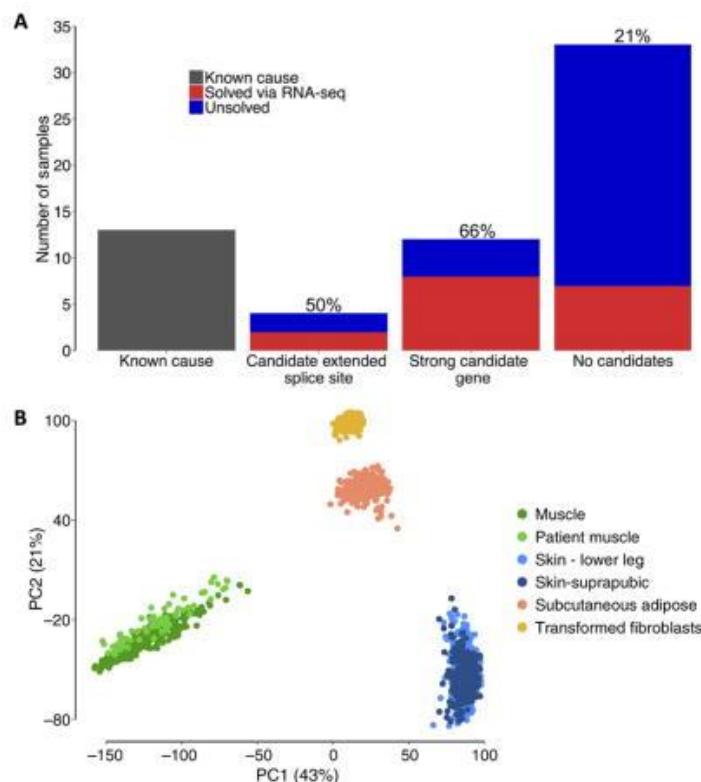 A
35
30
25
20
15
10
5
0
Number of samples
Known cause
Solved via RNA-seq
Unsolved
50%
66%
21%
Known cause
Candidate extended
splice site
Strong candidate
gene
No candidates
B
100
40
−20
−80
PC2 (21%)
−150
−100
−50
0
50
100
PC1 (43%)
Muscle
Patient muscle
Skin - lower leg
Skin-suprapubic
Subcutaneous adipose
Transformed fibroblasts